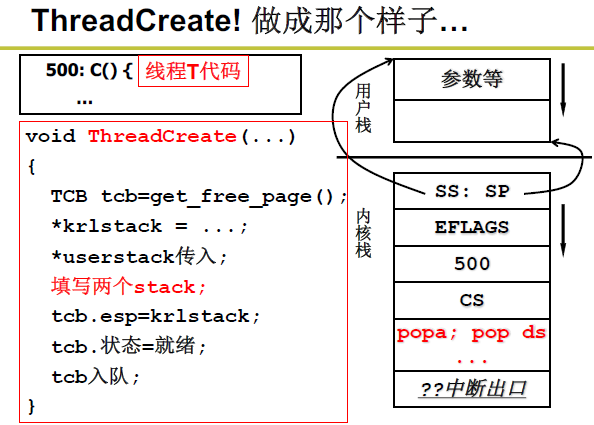 ThreadCreate! 做成那个样子…
500: C() { 线程T代码
...
void ThreadCreate(...)
{
TCB tcb=get_free_page();
*krlstack = ...;
*userstack传入;
填写两个stack;
tcb.esp=krlstack;
tcb.状态=就绪;
tcb入队;
}
用户栈
参数等
内核栈
SS: SP
EFLAGS
500
CS
popa; pop ds
...
??中断出口